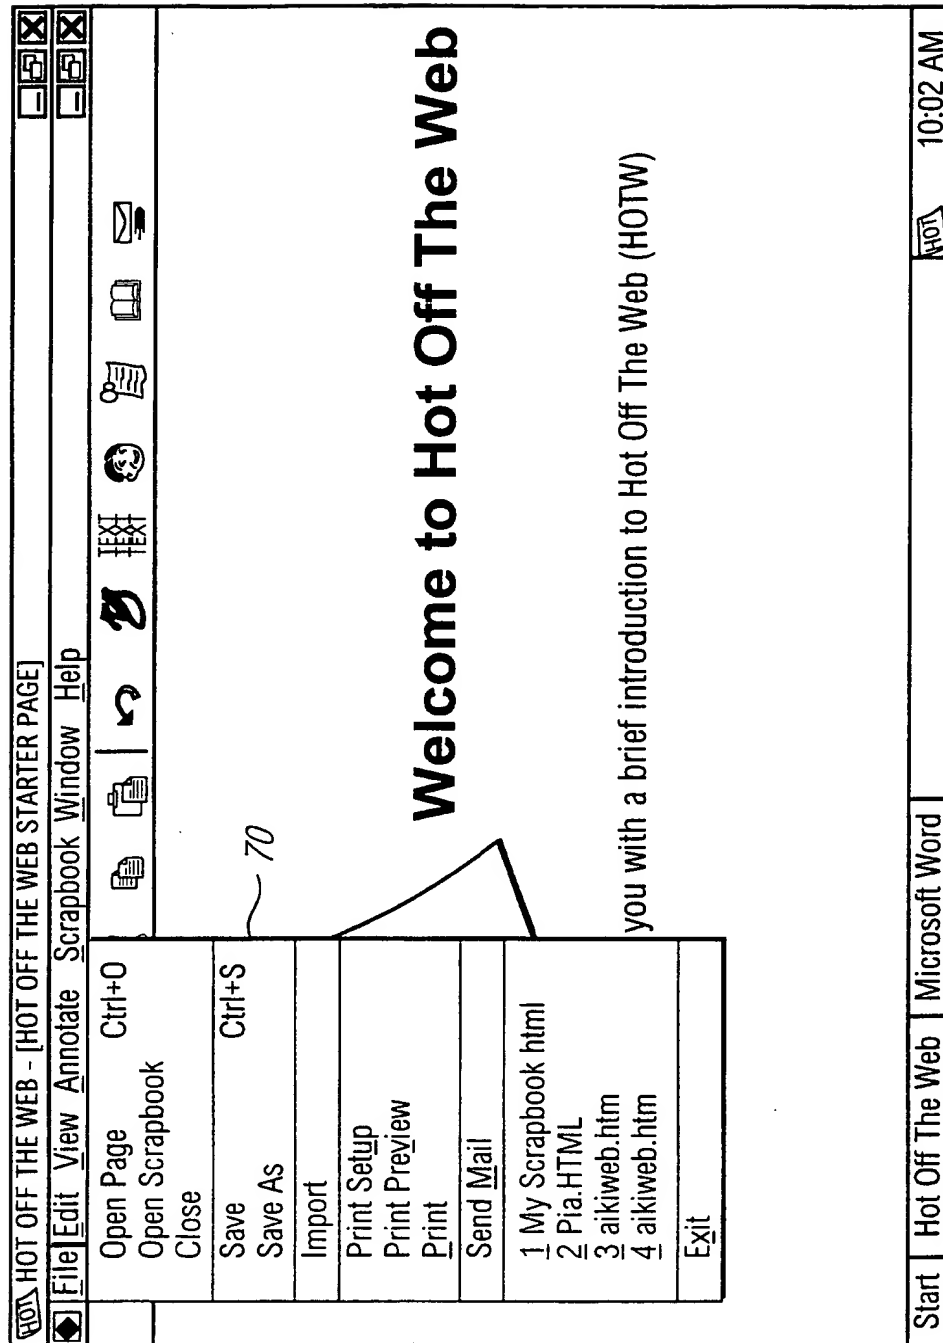 HOT HOT OFF THE WEB - [HOT OFF THE WEB STARTER PAGE]
File Edit View Annotate Scrapbook Window Help
TEXT
TEXT
Open Page Ctrl+O
Open Scrapbook
Close
Save Ctrl+S
Save As
Import
Print Setup
Print Preview
Print
Send Mail
1 My Scrapbook html
2 Pia.HTML
3 aikiweb.htm
4 aikiweb.htm
Exit
70
Welcome to Hot Off The Web
you with a brief introduction to Hot Off The Web (HOTW)
Start Hot Off The Web Microsoft Word HOT 10:02 AM